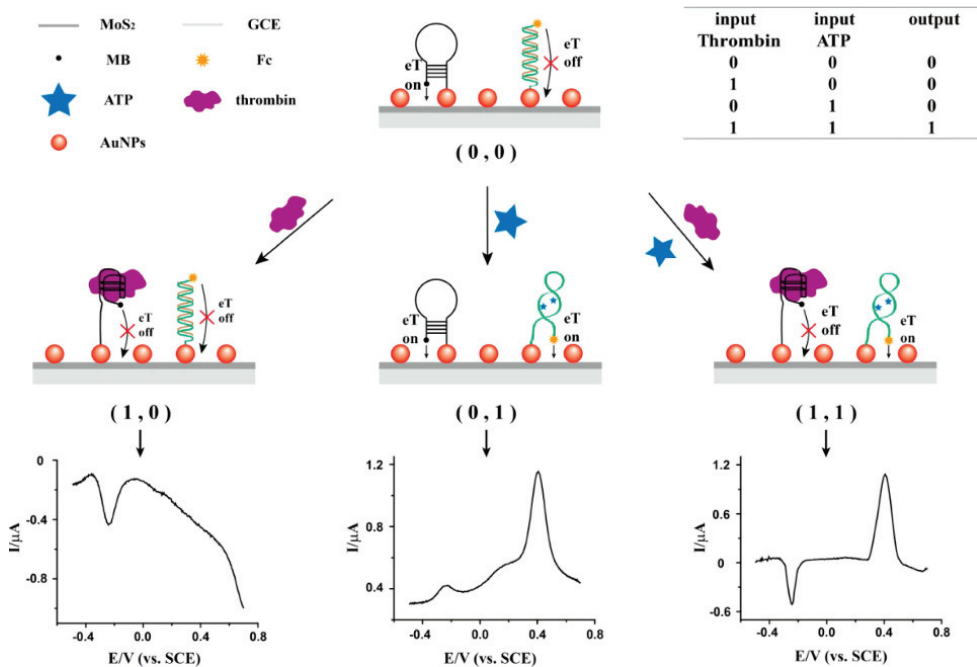 MoS₂
GCE
MB
Fc
ATP
thrombin
AuNPs
eT
on
eT
off
(0,0)
input input output
Thrombin ATP
0 0 0
1 0 0
0 1 0
1 1 1
eT
off
eT
off
(1,0)
eT
on
eT
on
(0,1)
eT
off
eT
on
(1,1)
0
-0.4
-0.8
I/μA
-0.4 0.0 0.4 0.8
E/V (vs. SCE)
1.2
0.8
0.4
I/μA
-0.4 0.0 0.4 0.8
E/V (vs. SCE)
1.2
0.6
0
-0.6
I/μA
-0.4 0.0 0.4 0.8
E/V (vs. SCE)